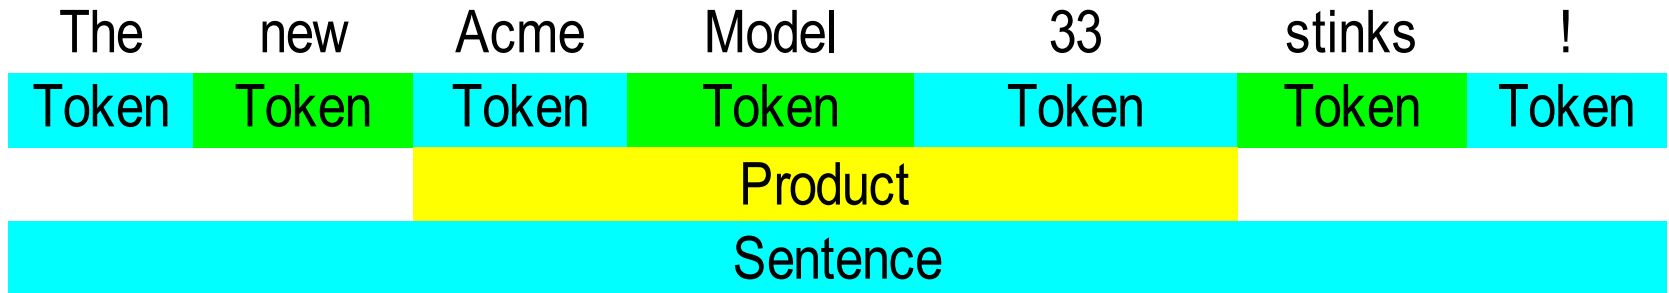 The new Acme Model 33 stinks !
Token Token Token Token Token Token Token
Product
Sentence